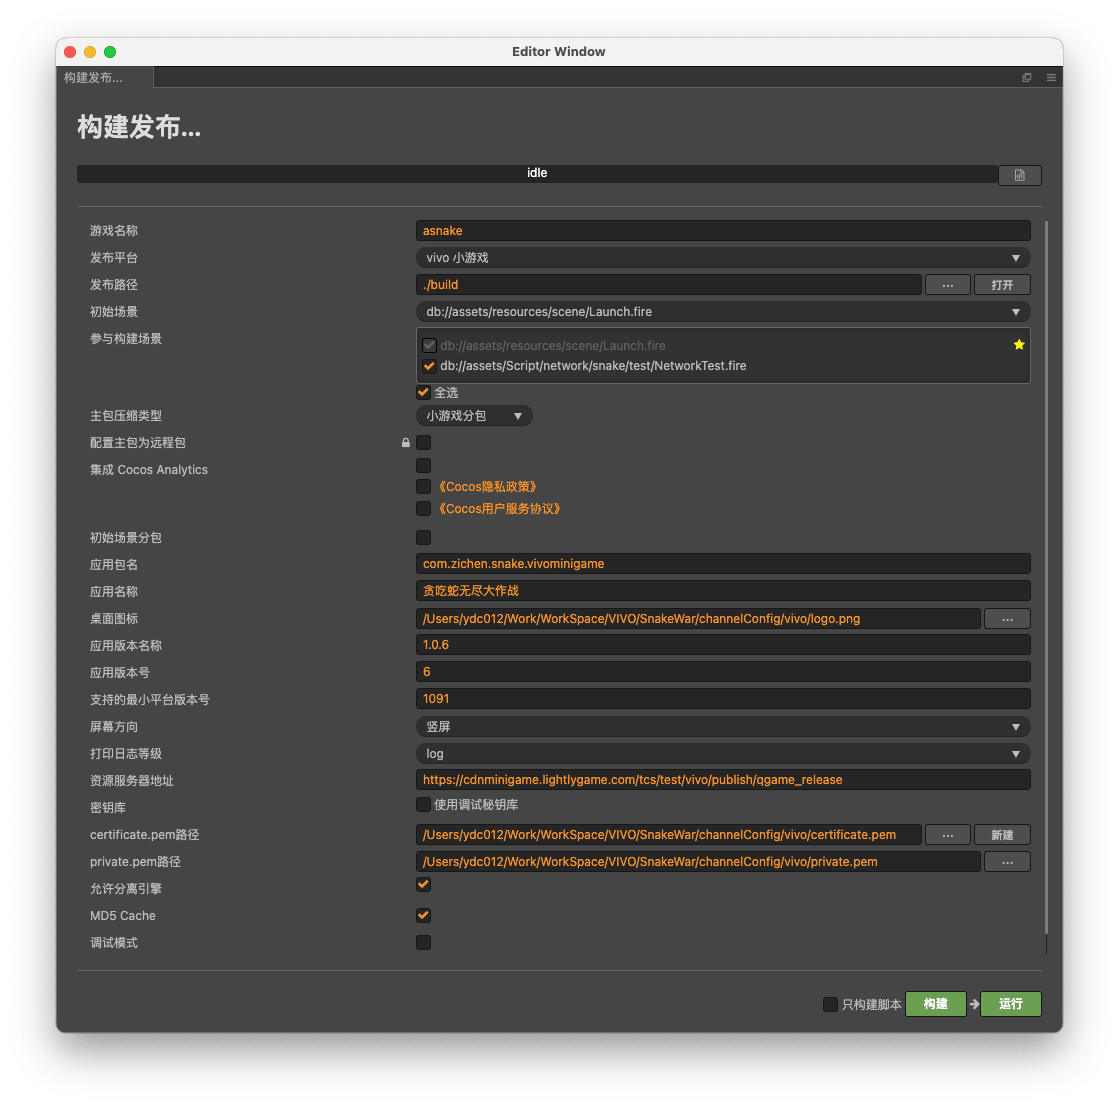 Editor Window
构建发布...
构建发布...
idle
游戏名称 asnake
发布平台 vivo 小游戏
发布路径 ./build ... 打开
初始场景 db://assets/resources/scene/Launch.fire
参与构建场景 db://assets/resources/scene/Launch.fire
db://assets/Script/network/snake/test/NetworkTest.fire
全选
主包压缩类型 小游戏分包
配置主包为远程包
集成 Cocos Analytics
《Cocos隐私政策》
《Cocos用户服务协议》
初始场景分包
应用包名 com.zichen.snake.vivominigame
应用名称 贪吃蛇无尽大作战
桌面图标 /Users/ydc012/Work/WorkSpace/VIVO/SnakeWar/channelConfig/vivo/logo.png ...
应用版本名称 1.0.6
应用版本号 6
支持的最小平台版本号 1091
屏幕方向 竖屏
打印日志等级 log
资源服务器地址 https://cdnminigame.lightlygame.com/tcs/test/vivo/publish/qgame_release
密钥库 使用调试秘钥库
certificate.pem路径 /Users/ydc012/Work/WorkSpace/VIVO/SnakeWar/channelConfig/vivo/certificate.pem ... 新建
private.pem路径 /Users/ydc012/Work/WorkSpace/VIVO/SnakeWar/channelConfig/vivo/private.pem ...
允许分离引擎
MD5 Cache
调试模式
只构建脚本 构建 运行